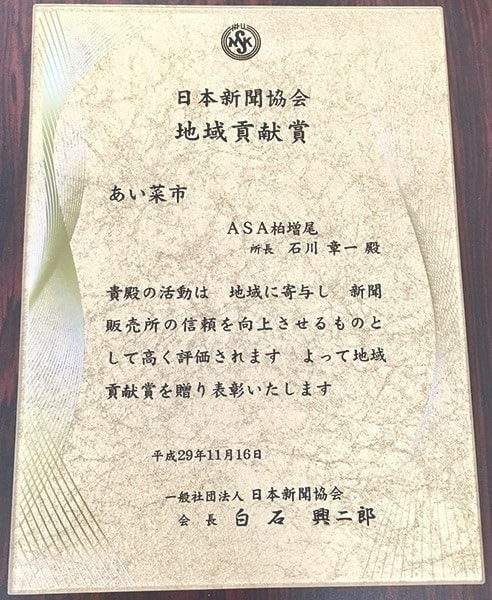 NSK
日本新聞協会
地域貢献賞
あい菜市
ASA柏増尾
所長 石川 章一 殿
貴殿の活動は 地域に寄与し 新聞
販売所の信頼を向上させるものと
して高く評価されます よって地域
貢献賞を贈り表彰いたします
平成29年11月16日
一般社団法人 日本新聞協会
会長 白石 興二郎